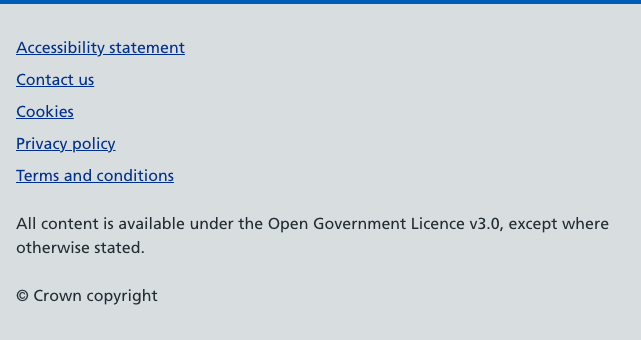 Accessibility statement
Contact us
Cookies
Privacy policy
Terms and conditions
All content is available under the Open Government Licence v3.0, except where
otherwise stated.
© Crown copyright